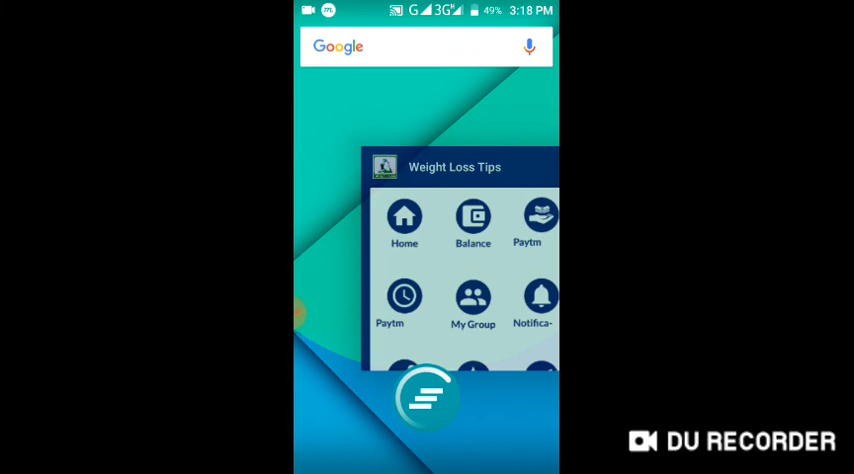 G 3G H 49% 3:18 PM
Google
Weight Loss Tips
Home Balance Paytm
Paytm My Group Notifica-
DU RECORDER